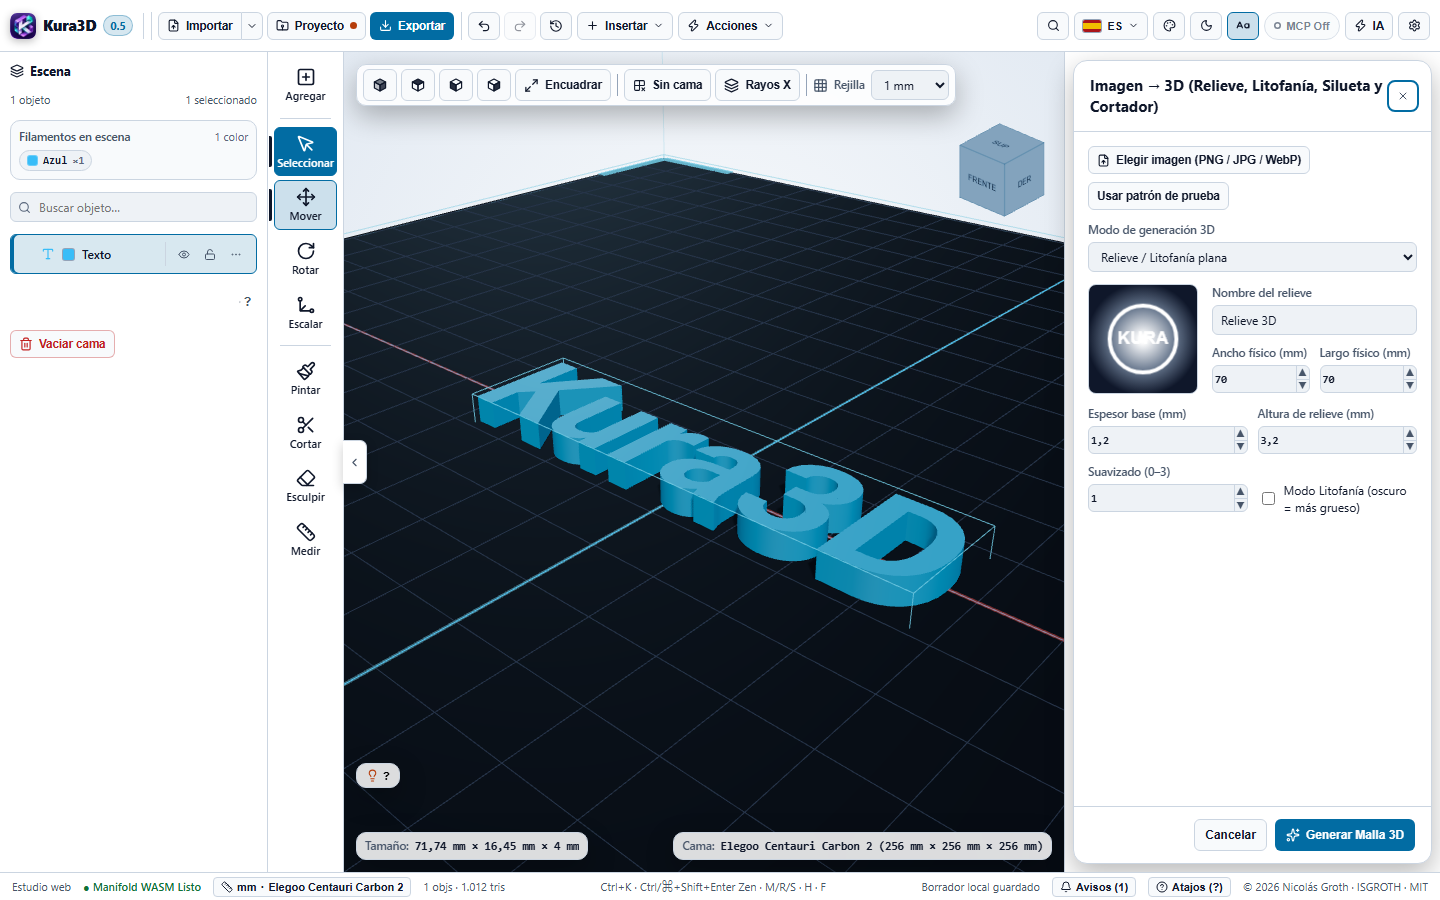 Kura3D 0.5 Importar Proyecto Exportar Insertar Acciones ES Aa MCP Off IA
Escena
1 objeto 1 seleccionado
Filamentos en escena 1 color
Azul ×1
Buscar objeto...
Texto
?
Vaciar cama
Agregar
Seleccionar
Mover
Rotar
Escalar
Pintar
Cortar
Esculpir
Medir
Encuadrar Sin cama Rayos X Rejilla 1 mm
SUP
FRENTE DER
Kura3D
?
Tamaño: 71,74 mm × 16,45 mm × 4 mm
Cama: Elegoo Centauri Carbon 2 (256 mm × 256 mm × 256 mm)
Imagen → 3D (Relieve, Litofanía, Silueta y
Cortador)
Elegir imagen (PNG / JPG / WebP)
Usar patrón de prueba
Modo de generación 3D
Relieve / Litofanía plana
KURA
Nombre del relieve
Relieve 3D
Ancho físico (mm) Largo físico (mm)
70 70
Espesor base (mm) Altura de relieve (mm)
1,2 3,2
Suavizado (0–3)
1
Modo Litofanía (oscuro
= más grueso)
Cancelar Generar Malla 3D
Estudio web Manifold WASM Listo mm · Elegoo Centauri Carbon 2 1 objs · 1.012 tris Ctrl+K · Ctrl/⌘+Shift+Enter Zen · M/R/S · H · F Borrador local guardado Avisos (1) Atajos (?) © 2026 Nicolás Groth · ISGROTH · MIT